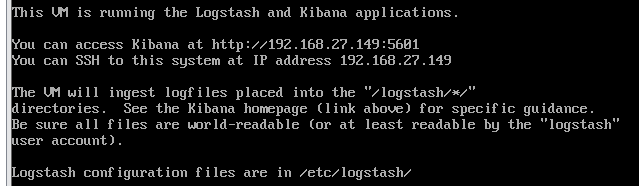 This VM is running the Logstash and Kibana applications.
You can access Kibana at http://192.168.27.149:5601
You can SSH to this system at IP address 192.168.27.149
The VM will ingest logfiles placed into the "/logstash/*/"
directories.  See the Kibana homepage (link above) for specific guidance.
Be sure all files are world-readable (or at least readable by the "logstash"
user account).
Logstash configuration files are in /etc/logstash/